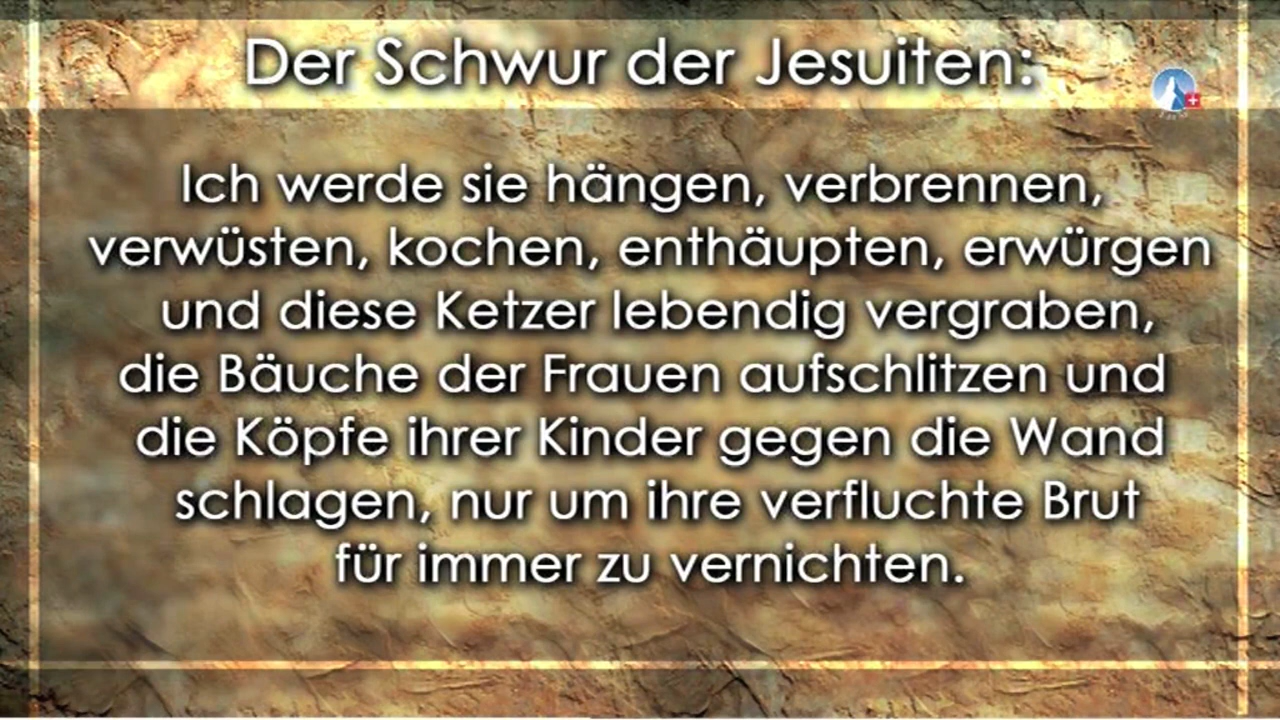 Der Schwur der Jesuiten:
Ich werde sie hängen, verbrennen,
verwüsten, kochen, enthäupten, erwürgen
und diese Ketzer lebendig vergraben,
die Bäuche der Frauen aufschlitzen und
die Köpfe ihrer Kinder gegen die Wand
schlagen, nur um ihre verfluchte Brut
für immer zu vernichten.